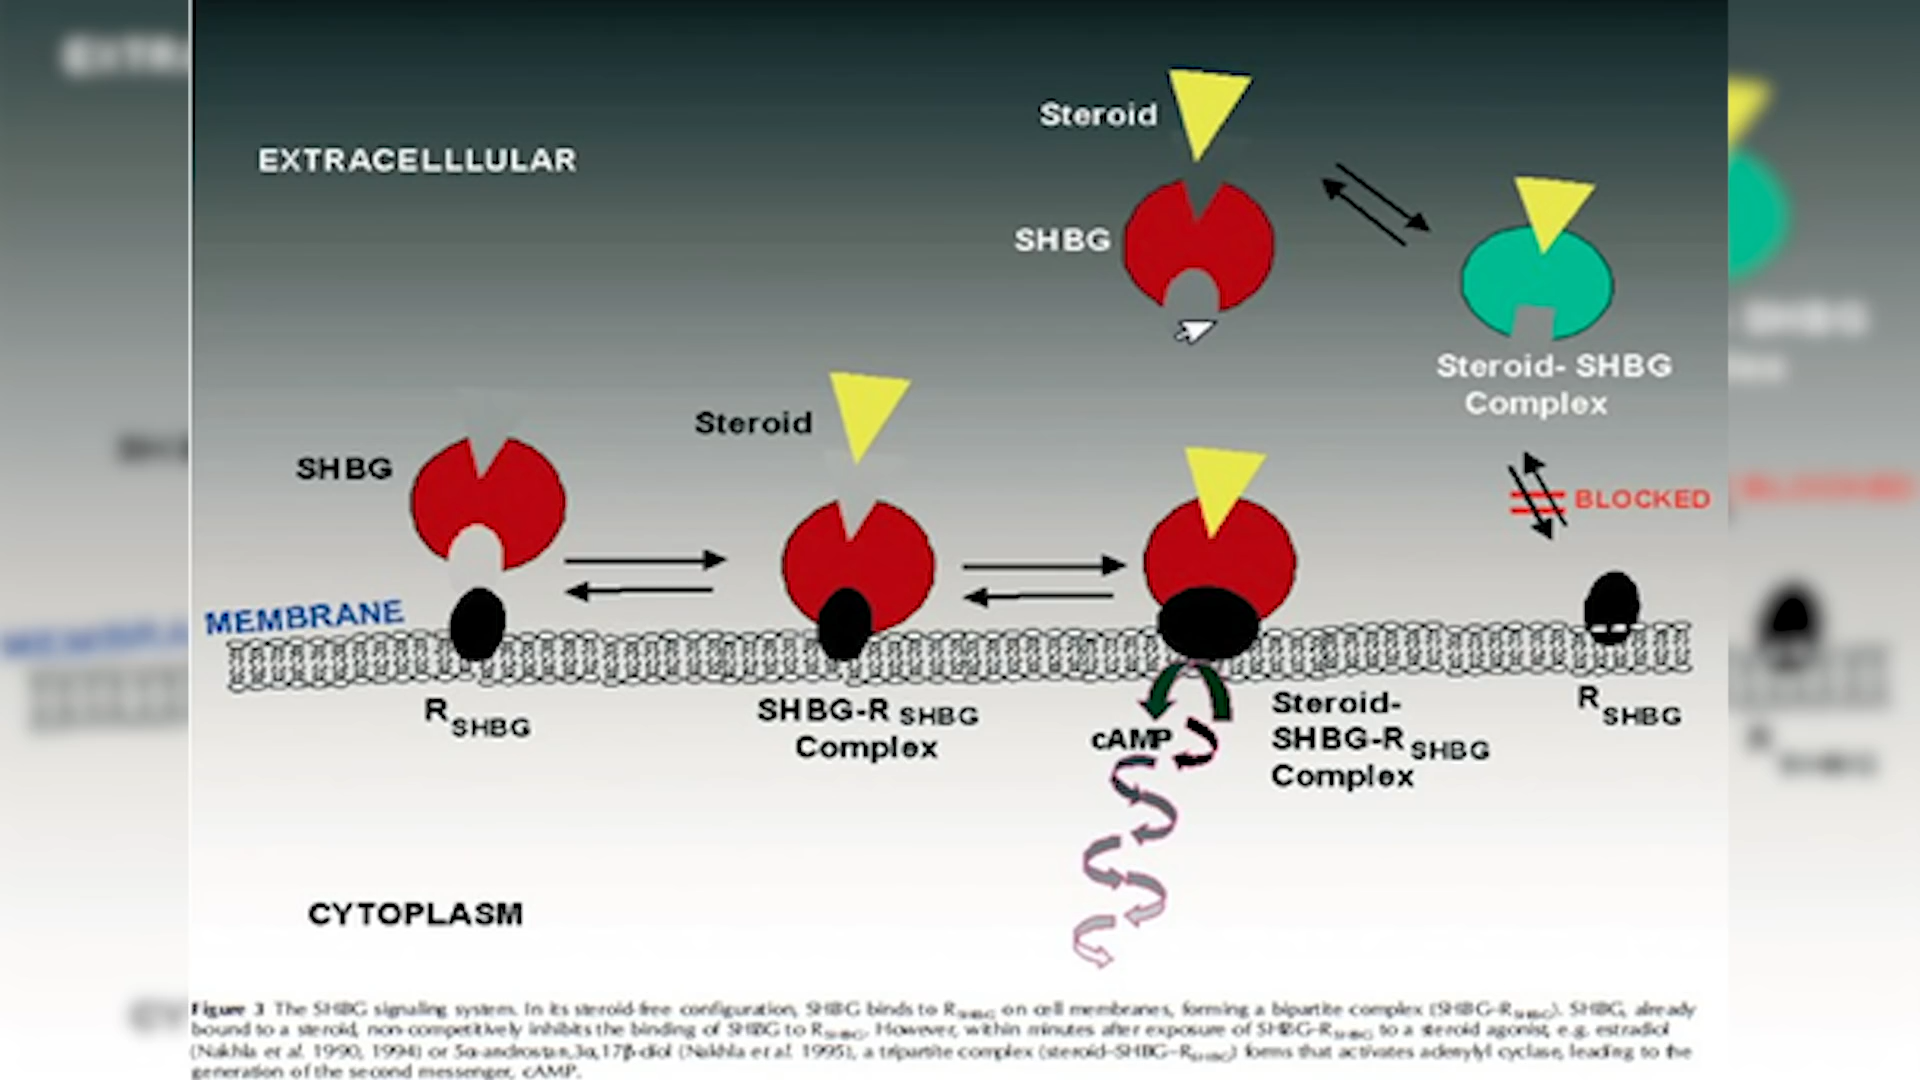 EXTRACELLLULAR
Steroid
SHBG
Steroid- SHBG
Complex
BLOCKED
Steroid
SHBG
MEMBRANE
R SHBG
SHBG-R SHBG
Complex
cAMP
Steroid-
SHBG-R SHBG
Complex
R SHBG
CYTOPLASM
Figure 3 The SHBG signaling system. In its steroid-free configuration, SHBG binds to RSHBG on cell membranes, forming a bipartite complex (SHBG-RSHBG). SHBG, already
bound to a steroid, non-competitively inhibits the binding of SHBG to RSHBG. However, within minutes after exposure of SHBG-RSHBG to a steroid agonist, e.g. estradiol
(Nakhla et al. 1990, 1994) or 5α-androstan,3α,17β-diol (Nakhla et al. 1995), a tripartite complex (steroid-SHBG-RSHBG) forms that activates adenylyl cyclase, leading to the
generation of the second messenger, cAMP.